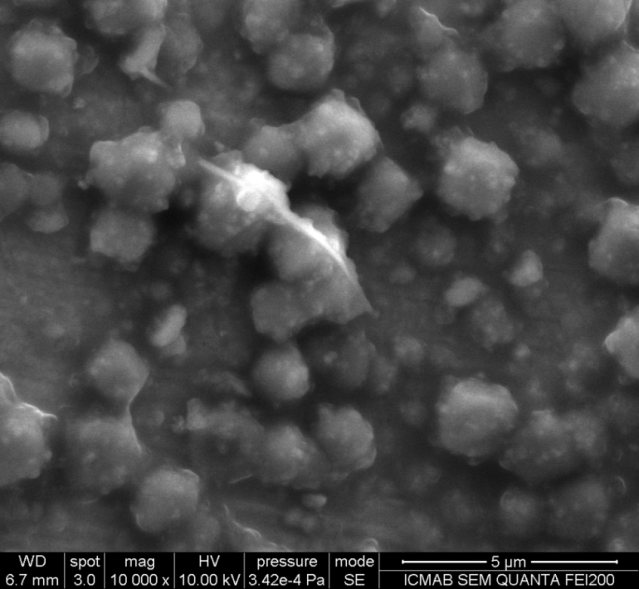 WD spot mag HV pressure mode 5 µm
6.7 mm 3.0 10 000 x 10.00 kV 3.42e-4 Pa SE ICMAB SEM QUANTA FEI200